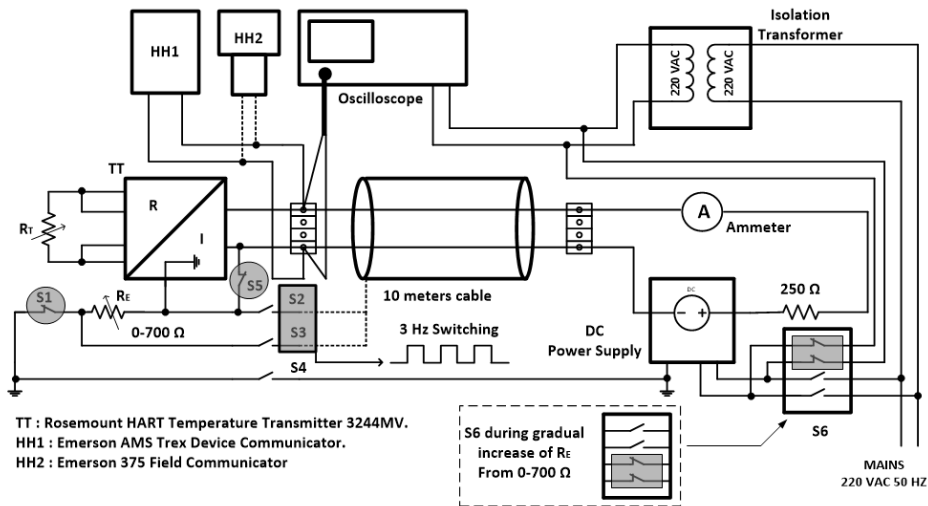 Isolation
Transformer
HH1
HH2
220 VAC
220 VAC
Oscilloscope
TT
R
I
RT
A
Ammeter
S5
S1
RE
S2
10 meters cable
DC
250 Ω
0-700 Ω
S3
3 Hz Switching
DC
Power Supply
S4
TT : Rosemount HART Temperature Transmitter 3244MV.
HH1 : Emerson AMS Trex Device Communicator.
HH2 : Emerson 375 Field Communicator
S6 during gradual
increase of RE
From 0-700 Ω
S6
MAINS
220 VAC 50 HZ